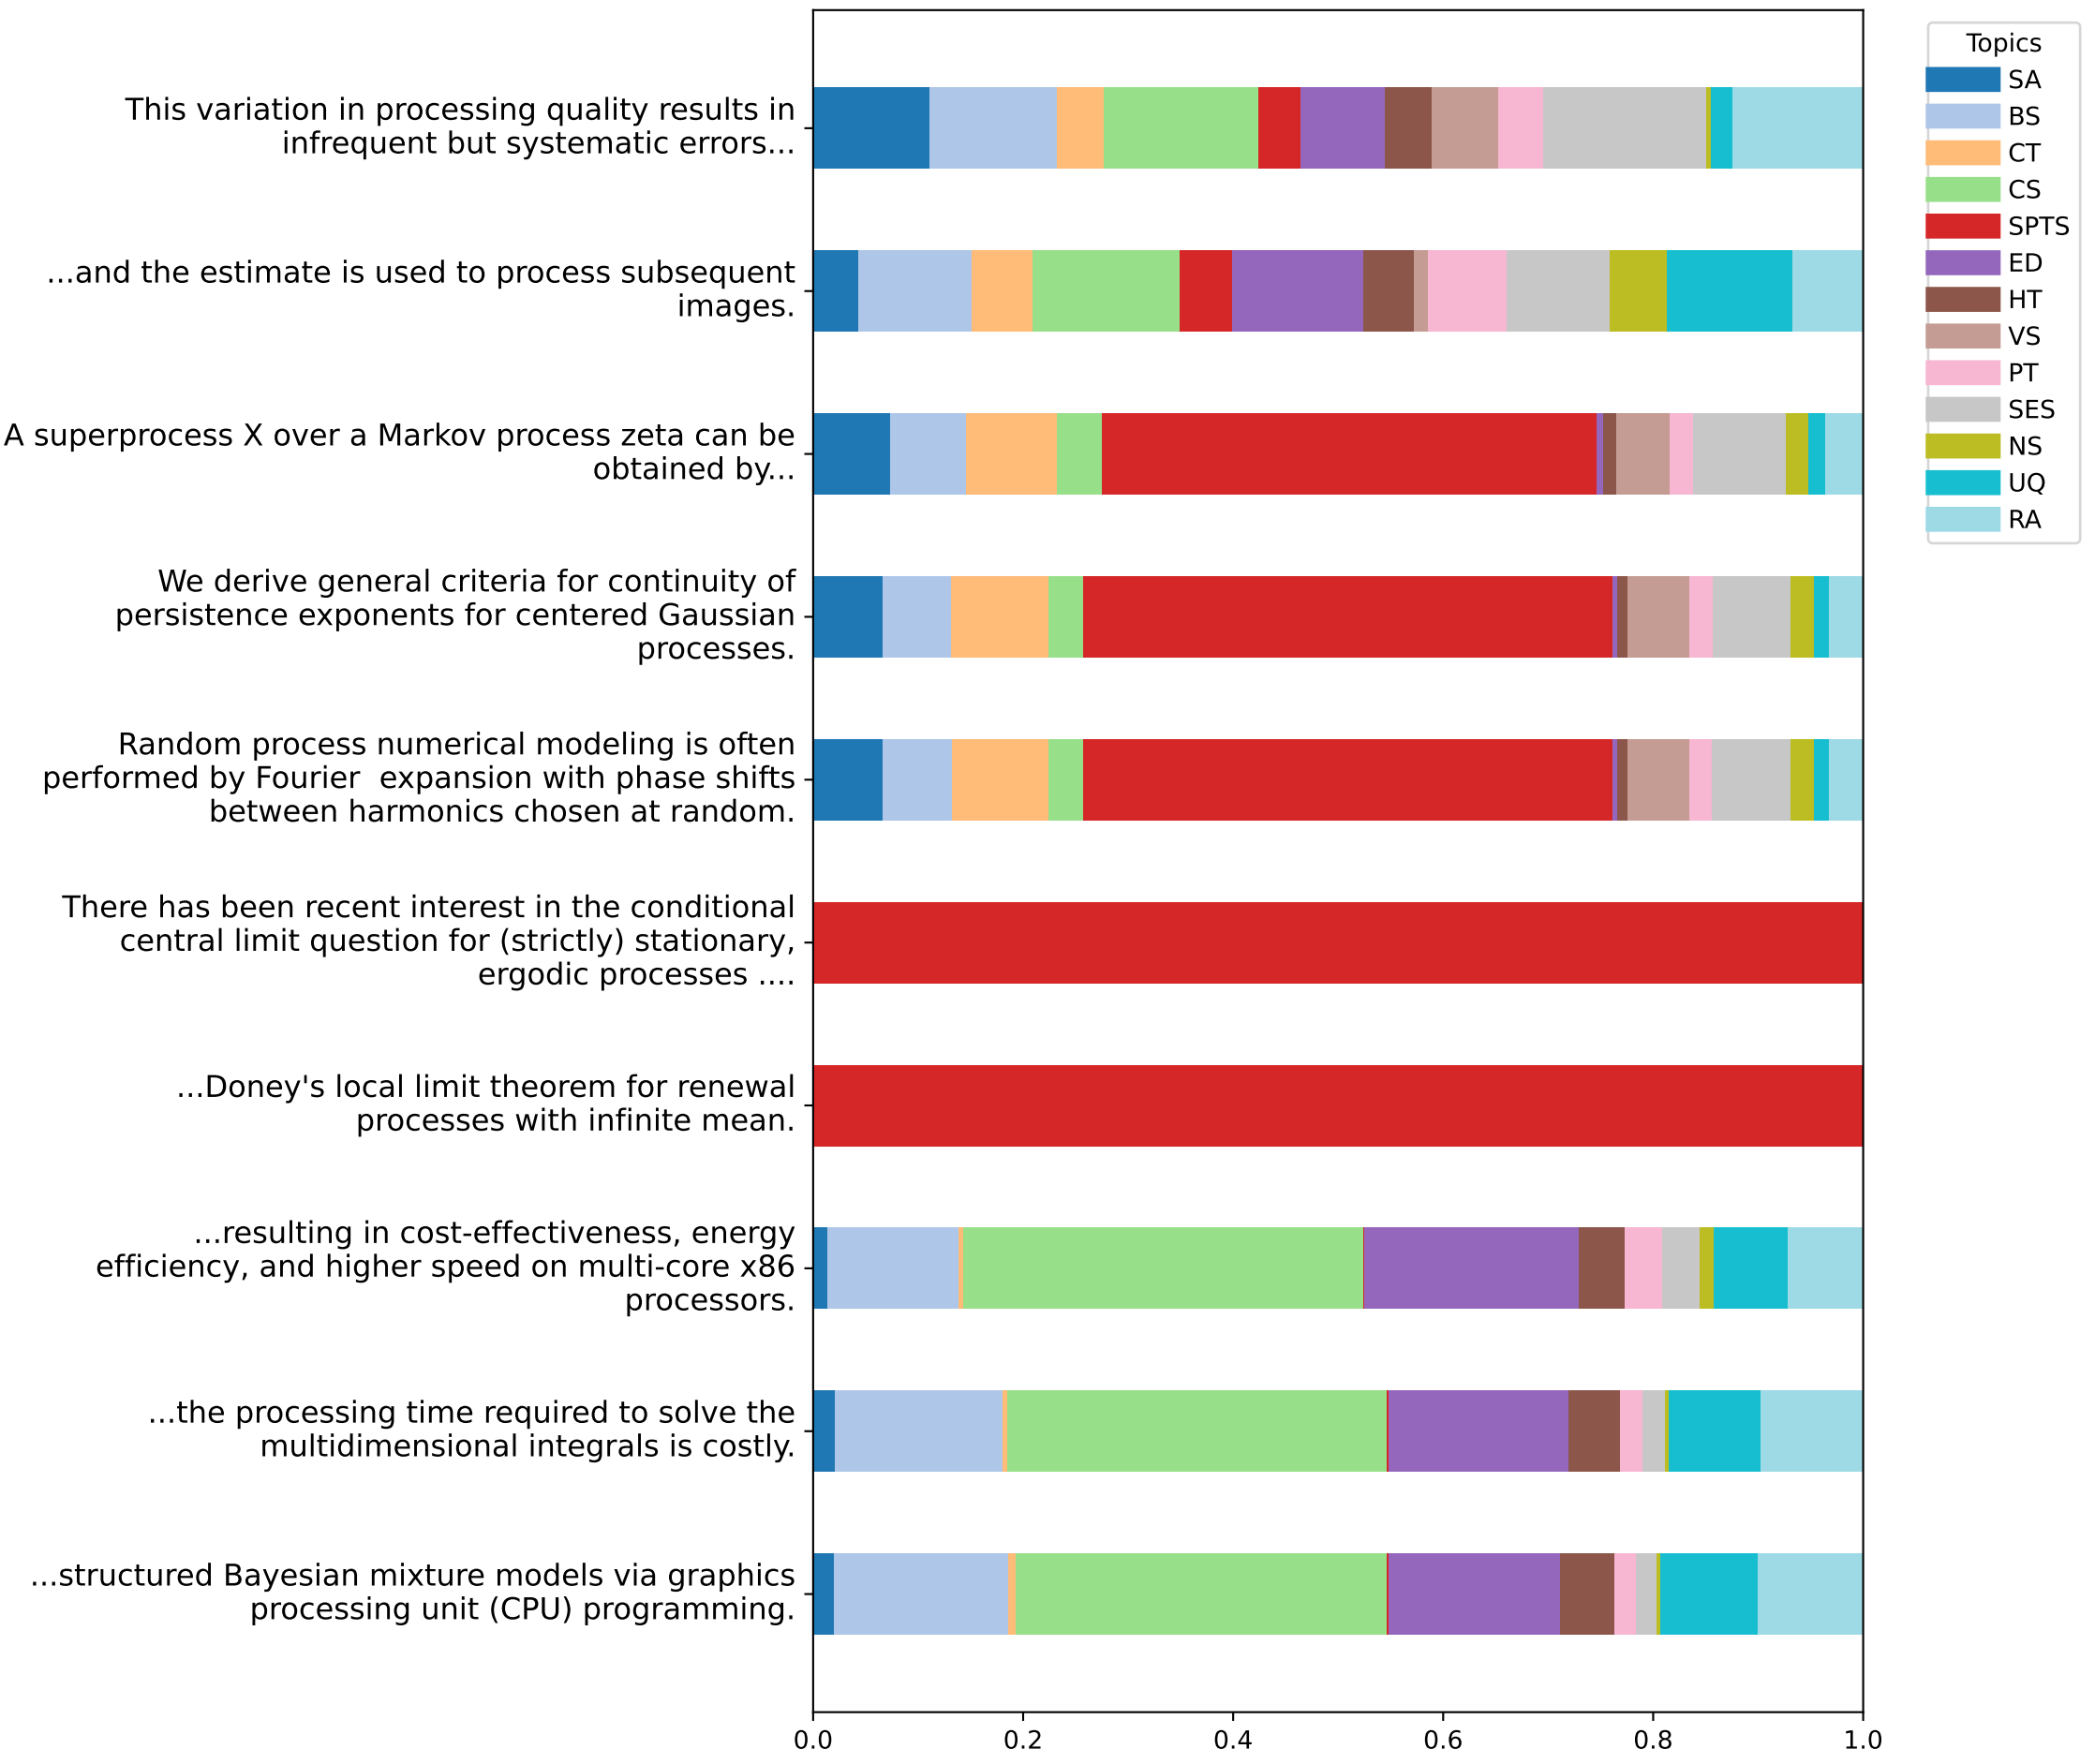 This variation in processing quality results in
infrequent but systematic errors...
...and the estimate is used to process subsequent
images.
A superprocess X over a Markov process zeta can be
obtained by...
We derive general criteria for continuity of
persistence exponents for centered Gaussian
processes.
Random process numerical modeling is often
performed by Fourier  expansion with phase shifts
between harmonics chosen at random.
There has been recent interest in the conditional
central limit question for (strictly) stationary,
ergodic processes ....
...Doney's local limit theorem for renewal
processes with infinite mean.
...resulting in cost-effectiveness, energy
efficiency, and higher speed on multi-core x86
processors.
...the processing time required to solve the
multidimensional integrals is costly.
...structured Bayesian mixture models via graphics
processing unit (CPU) programming.
0.0 0.2 0.4 0.6 0.8 1.0
Topics
SA
BS
CT
CS
SPTS
ED
HT
VS
PT
SES
NS
UQ
RA